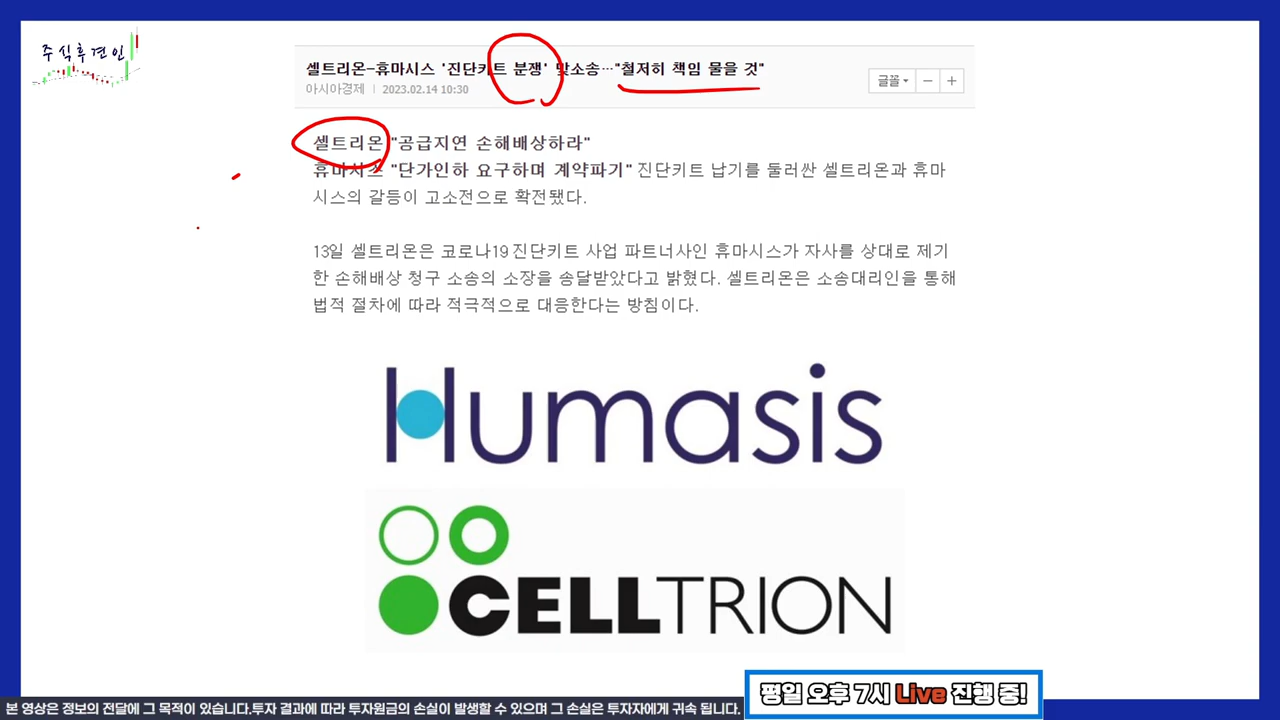 주식후견인
셀트리온-휴마시스 '진단키트 분쟁' 맞소송…"철저히 책임 물을 것"
아시아경제 | 2023.02.14 10:30
글꼴 - +
셀트리온 "공급지연 손해배상하라"
휴마시스 "단가인하 요구하며 계약파기" 진단키트 납기를 둘러싼 셀트리온과 휴마
시스의 갈등이 고소전으로 확전됐다.
13일 셀트리온은 코로나19 진단키트 사업 파트너사인 휴마시스가 자사를 상대로 제기
한 손해배상 청구 소송의 소장을 송달받았다고 밝혔다. 셀트리온은 소송대리인을 통해
법적 절차에 따라 적극적으로 대응한다는 방침이다.
Humasis
CELLTRION
평일 오후 7시 Live 진행 중!
본 영상은 정보의 전달에 그 목적이 있습니다.투자 결과에 따라 투자원금의 손실이 발생할 수 있으며 그 손실은 투자자에게 귀속 됩니다.